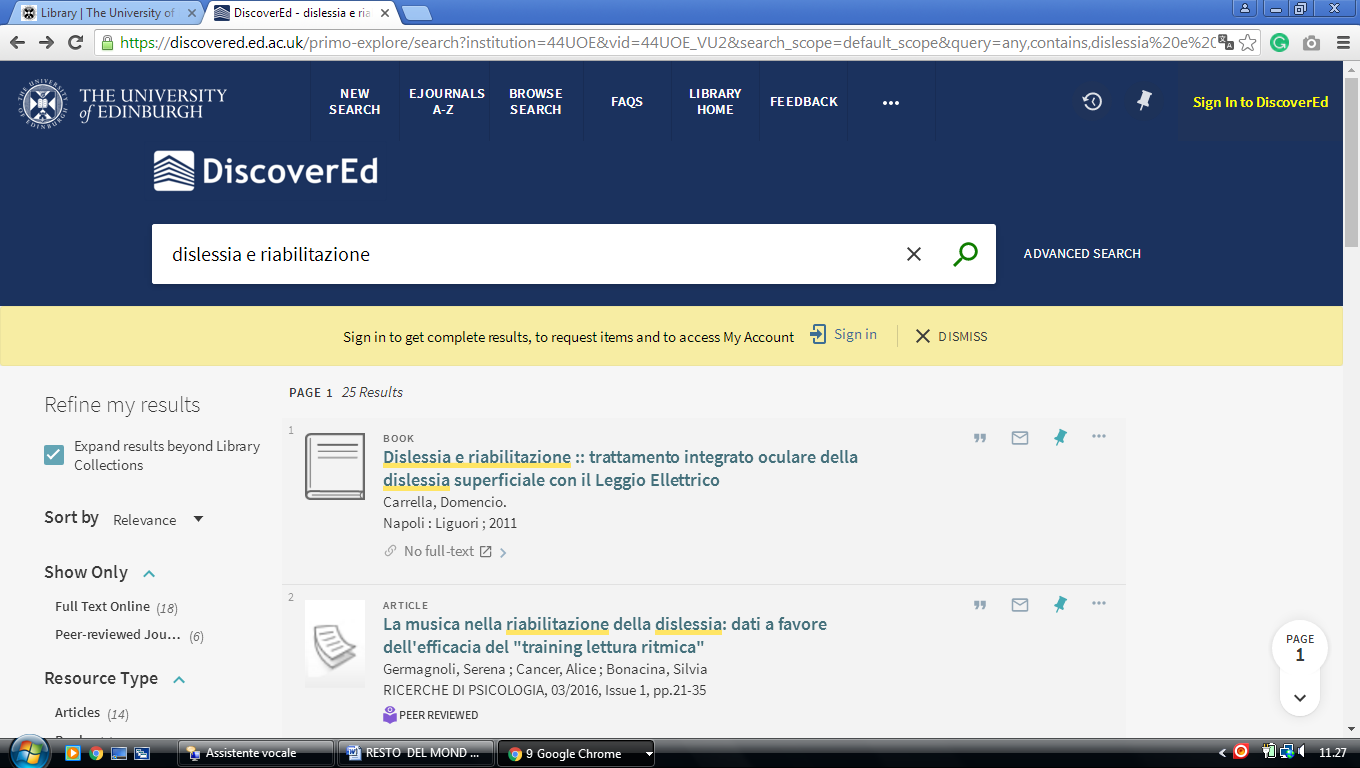 Library | The University of
DiscoverEd - dislessia e ria
https://discovered.ed.ac.uk/primo-explore/search?institution=44UOE&vid=44UOE_VU2&search_scope=default_scope&query=any,contains,dislessia%20e%20
THE UNIVERSITY
of EDINBURGH
NEW
SEARCH
EJOURNALS
A-Z
BROWSE
SEARCH
FAQS
LIBRARY
HOME
FEEDBACK
Sign In to DiscoverEd
DiscoverEd
dislessia e riabilitazione
ADVANCED SEARCH
Sign in to get complete results, to request items and to access My Account
Sign in
DISMISS
Refine my results
Expand results beyond Library
Collections
Sort by Relevance
Show Only
Full Text Online (18)
Peer-reviewed Jou... (6)
Resource Type
Articles (14)
PAGE 1 25 Results
1
BOOK
Dislessia e riabilitazione :: trattamento integrato oculare della
dislessia superficiale con il Leggio Ellettrico
Carrella, Domencio.
Napoli : Liguori ; 2011
No full-text
2
ARTICLE
La musica nella riabilitazione della dislessia: dati a favore
dell'efficacia del "training lettura ritmica"
Germagnoli, Serena ; Cancer, Alice ; Bonacina, Silvia
RICERCHE DI PSICOLOGIA, 03/2016, Issue 1, pp.21-35
PEER REVIEWED
PAGE
1
Assistente vocale
RESTO DEL MOND ...
9 Google Chrome
11.27